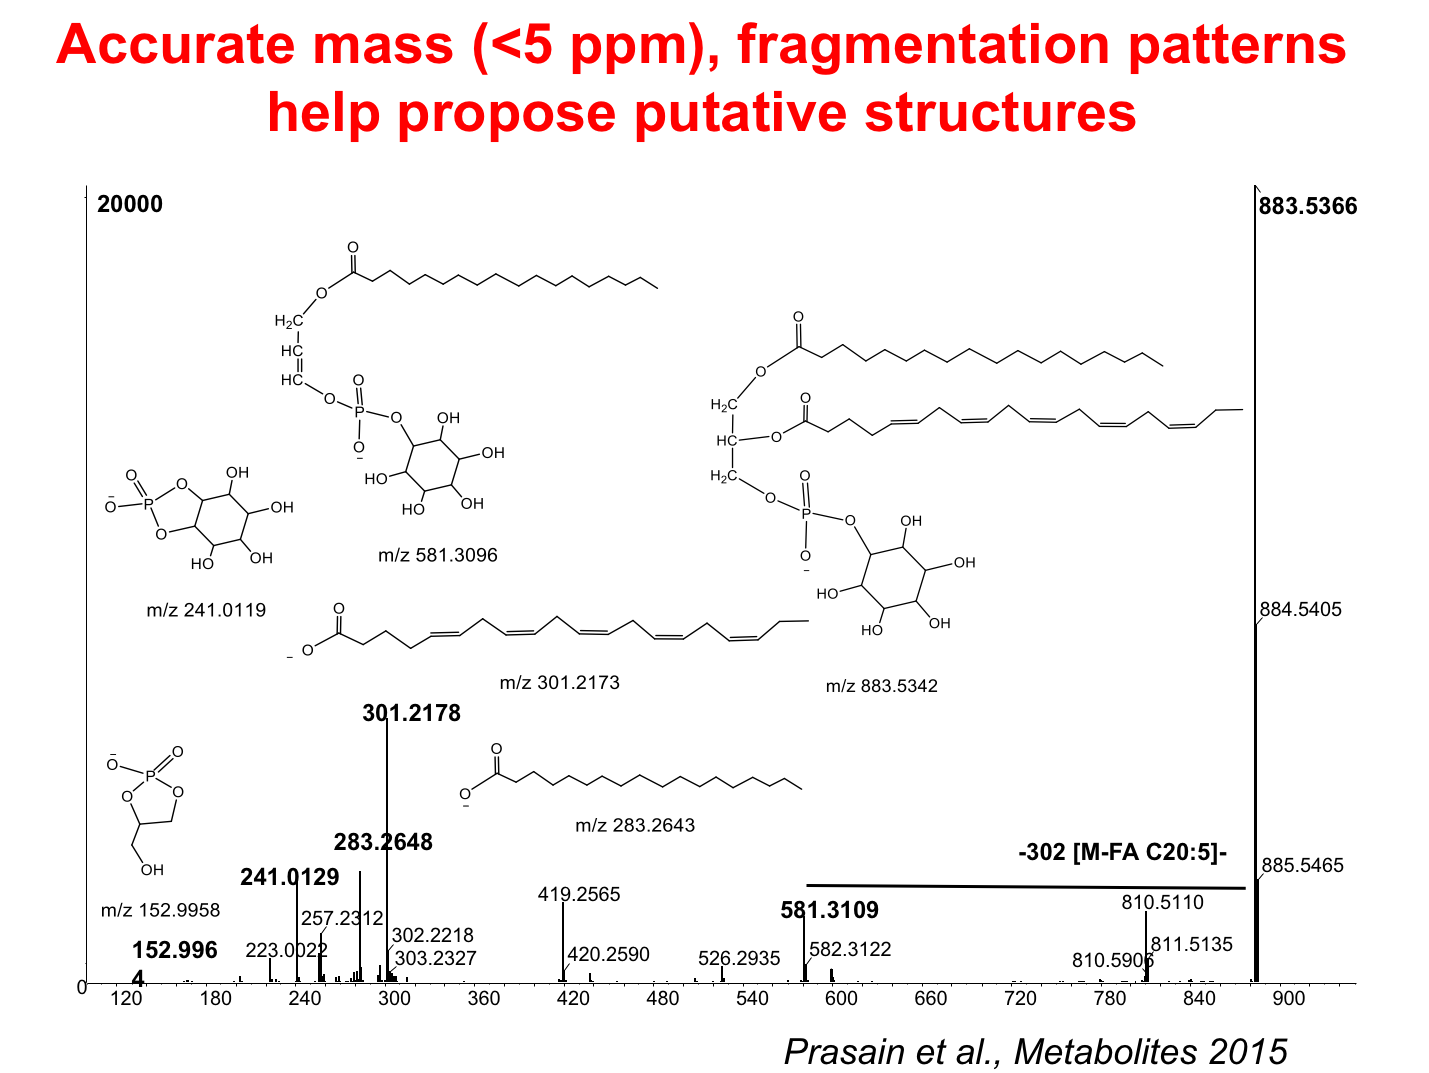 Accurate mass (<5 ppm), fragmentation patterns
help propose putative structures
20000
883.5366
O
O
H₂C
HC
HC
O
O
P
O
OH
O
–
HO
OH
HO
OH
m/z 581.3096
O
O
H₂C
O
HC
O
H₂C
O
O
P
O
OH
O
–
OH
HO
HO
OH
m/z 883.5342
O
O
–
O
P
O
OH
OH
HO
OH
m/z 241.0119
O
O
–
m/z 301.2173
884.5405
301.2178
–
O
O
P
O
O
OH
m/z 152.9958
O
O
–
m/z 283.2643
283.2648
-302 [M-FA C20:5]-
241.0129
885.5465
419.2565
810.5110
581.3109
257.2312
302.2218
223.0022
303.2327
420.2590
526.2935
582.3122
811.5135
810.5906
152.996
4
0
120 180 240 300 360 420 480 540 600 660 720 780 840 900
Prasain et al., Metabolites 2015